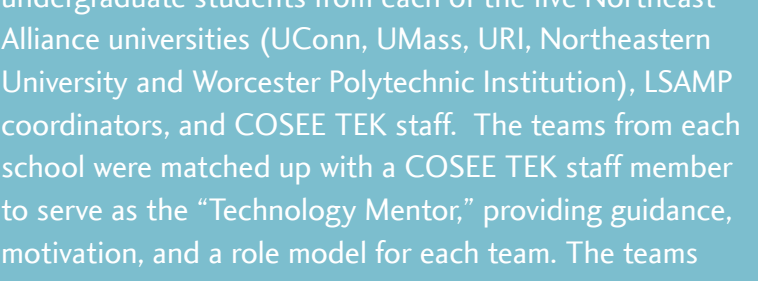 undergraduate students from each of the five Northeast
Alliance universities (UConn, UMass, URI, Northeastern
University and Worcester Polytechnic Institution), LSAMP
coordinators, and COSEE TEK staff.  The teams from each
school were matched up with a COSEE TEK staff member
to serve as the “Technology Mentor,” providing guidance,
motivation, and a role model for each team. The teams